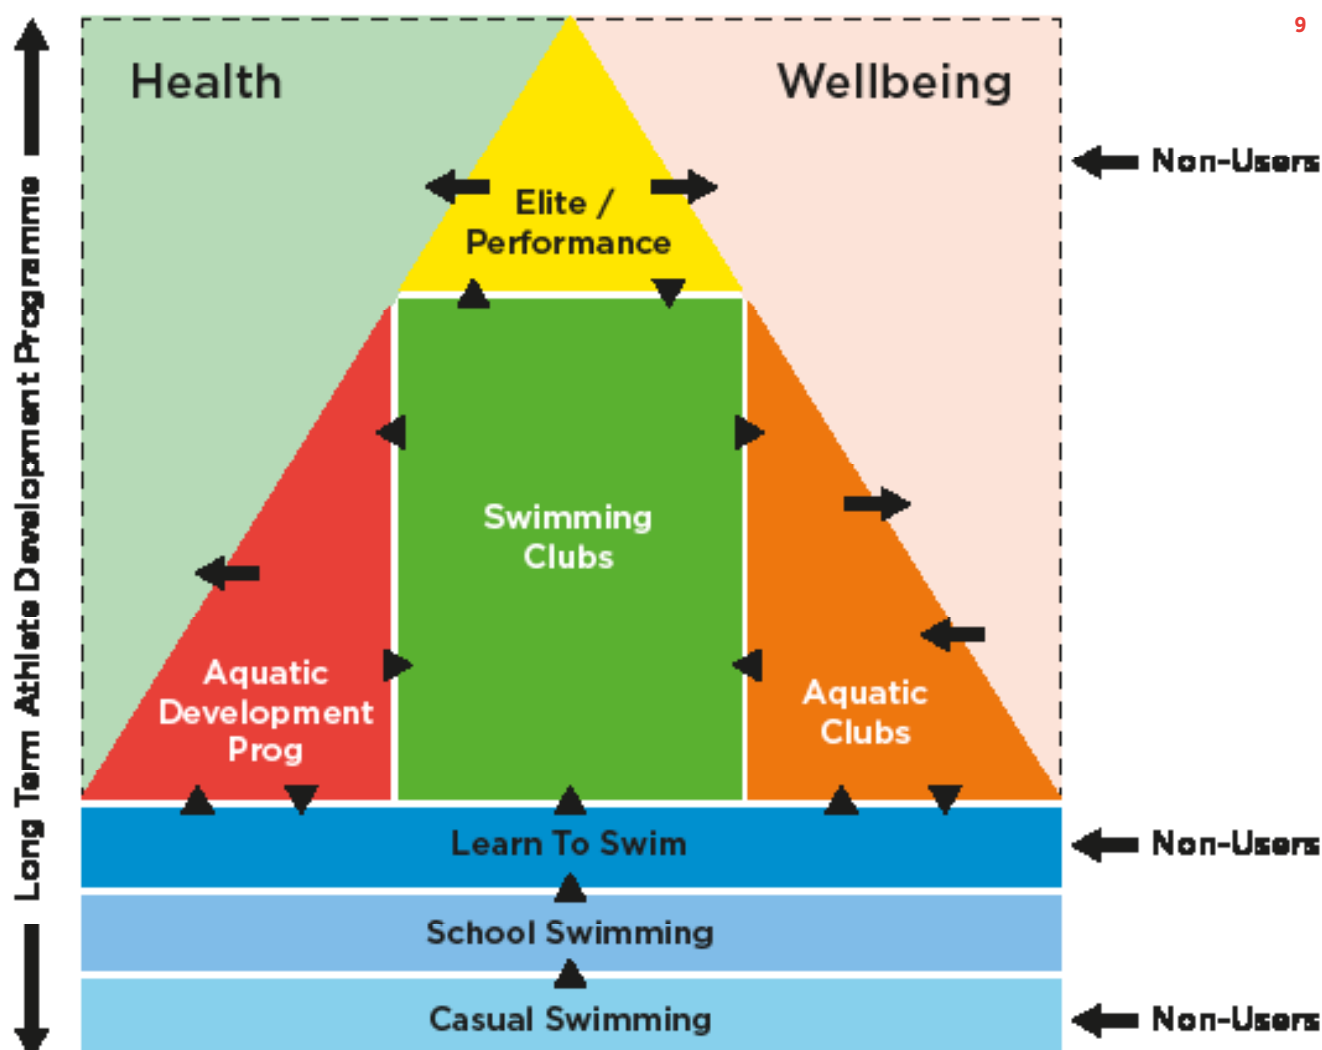 9
Health
Wellbeing
Non-Users
Elite /
Performance
Long Term Athlete Development Programme
Swimming
Clubs
Aquatic
Development
Prog
Aquatic
Clubs
Learn To Swim
Non-Users
School Swimming
Casual Swimming
Non-Users